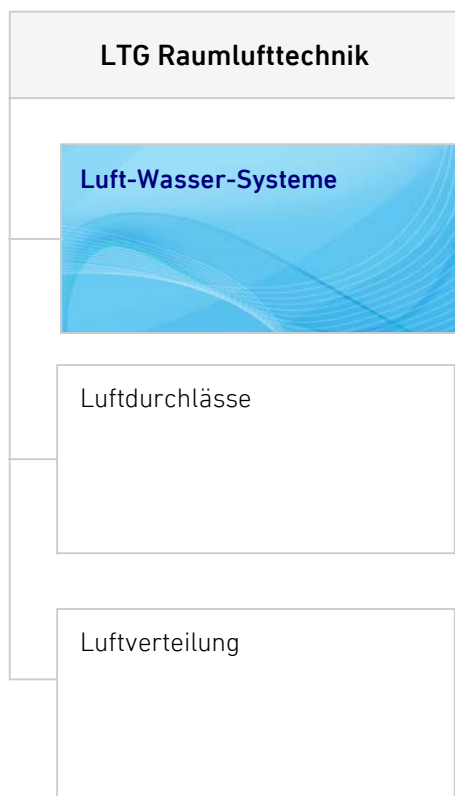 LTG Raumlufttechnik
Luft-Wasser-Systeme
Luftdurchlässe
Luftverteilung